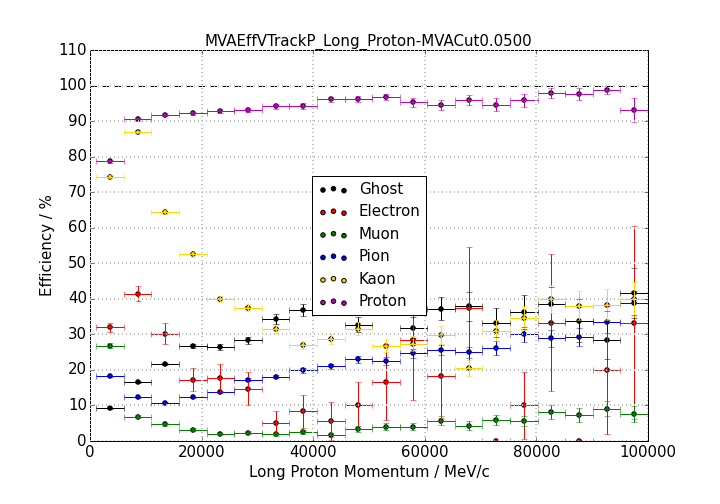 MVAEffVTrackP_Long_Proton-MVACut0.0500
110
100
90
80
70
60
50
40
30
20
10
0
Efficiency / %
Ghost
Electron
Muon
Pion
Kaon
Proton
0 20000 40000 60000 80000 100000
Long Proton Momentum / MeV/c